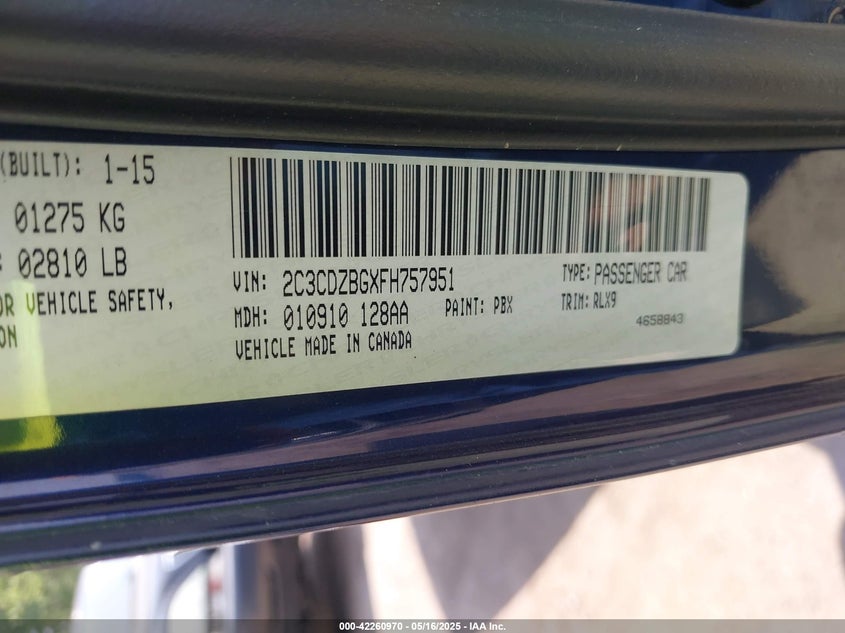 (BUILT): 1-15
01275 KG
02810 LB
OR VEHICLE SAFETY,
ON
VIN: 2C3CDZBGXFH757951
TYPE: PASSENGER CAR
MDH: 010910 128AA
PAINT: PBX
TRIM: RLX9
VEHICLE MADE IN CANADA
4658843
000-42260970 - 05/16/2025 - IAA Inc.